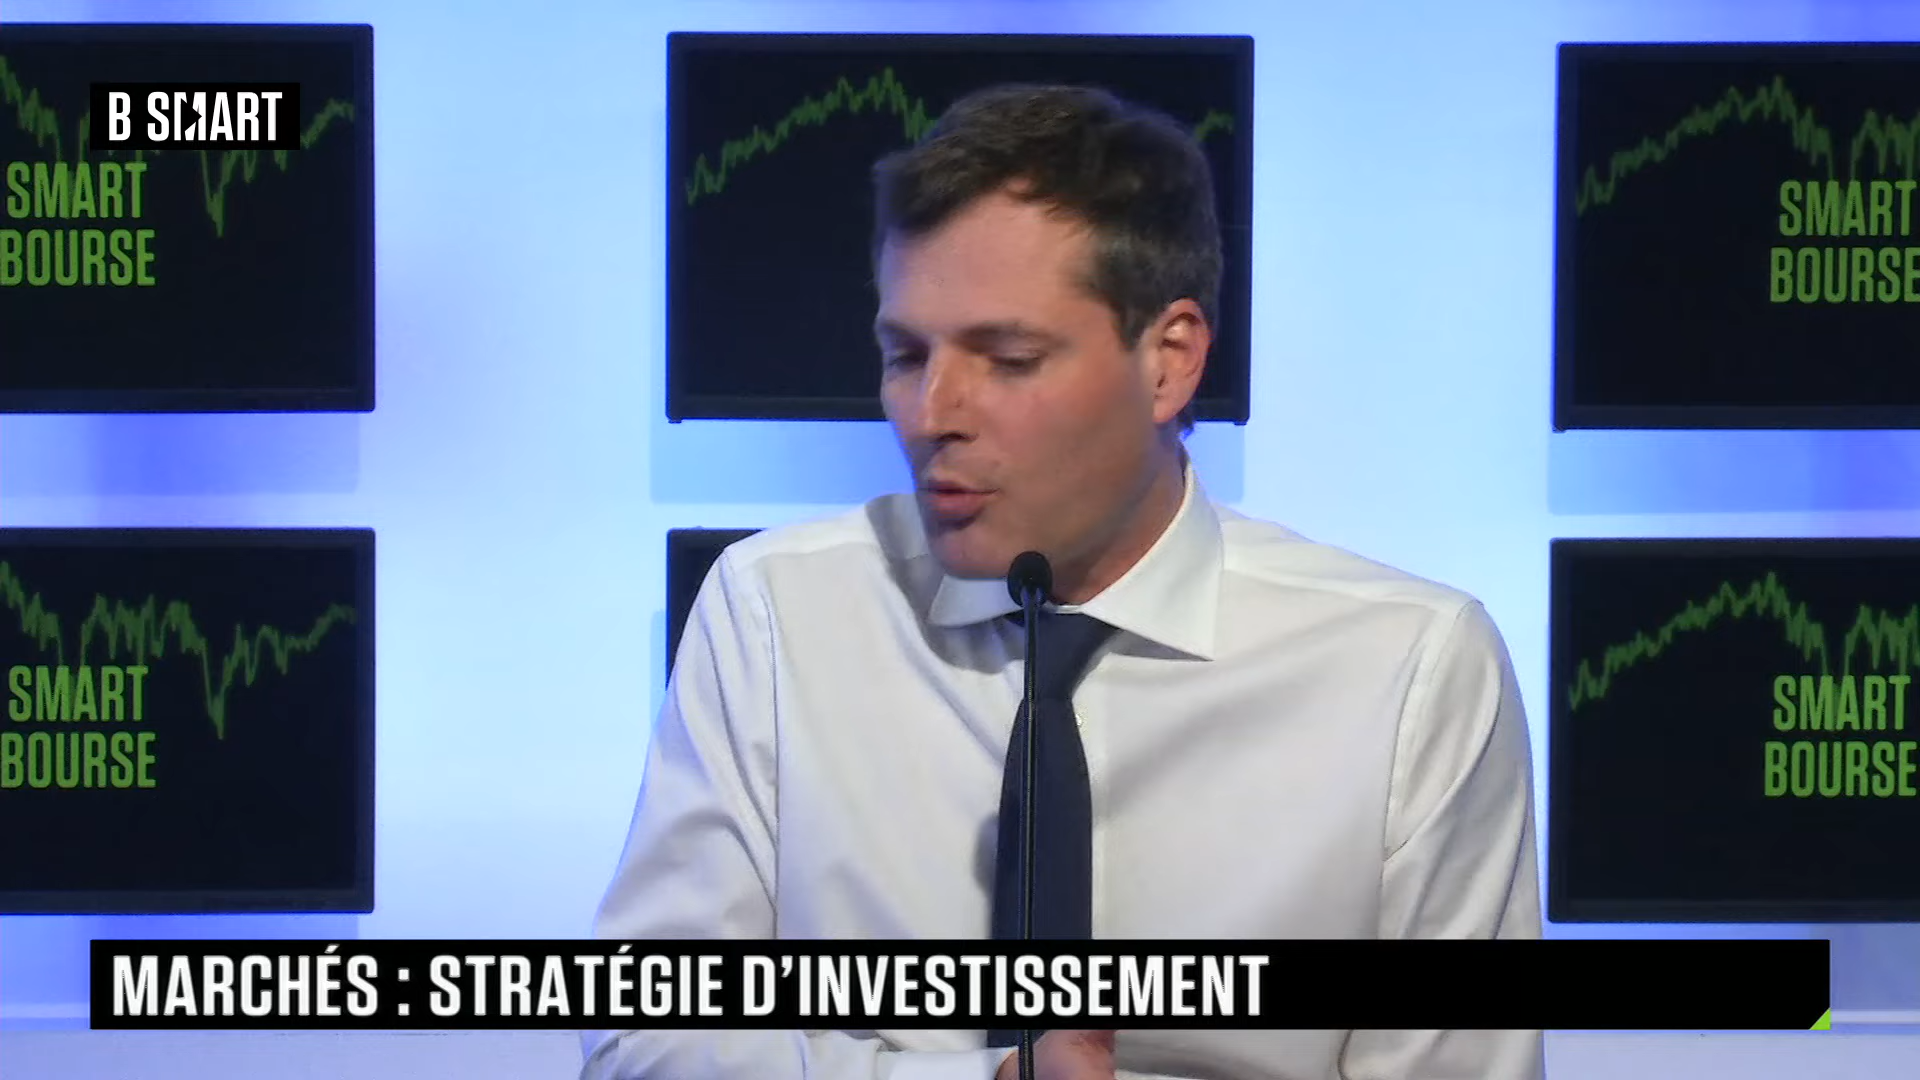 B SMART
SMART
BOURSE
SMART
BOURSE
SMART
BOURSE
SMART
BOURSE
MARCHÉS : STRATÉGIE D’INVESTISSEMENT